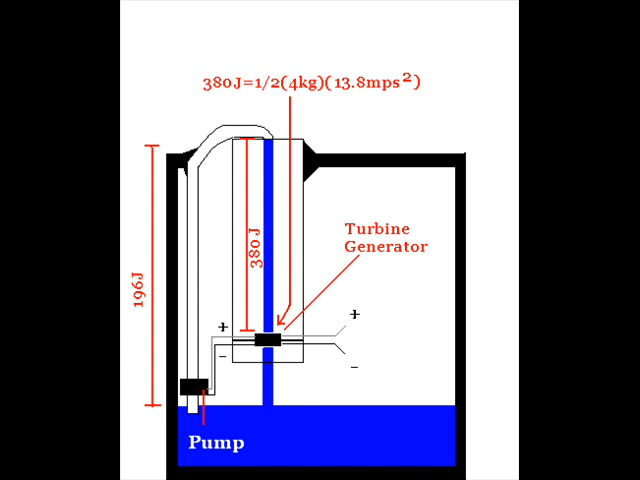 380J=1/2(4kg)(13.8mps²)
196J
380J
Turbine
Generator
+
+
–
–
Pump